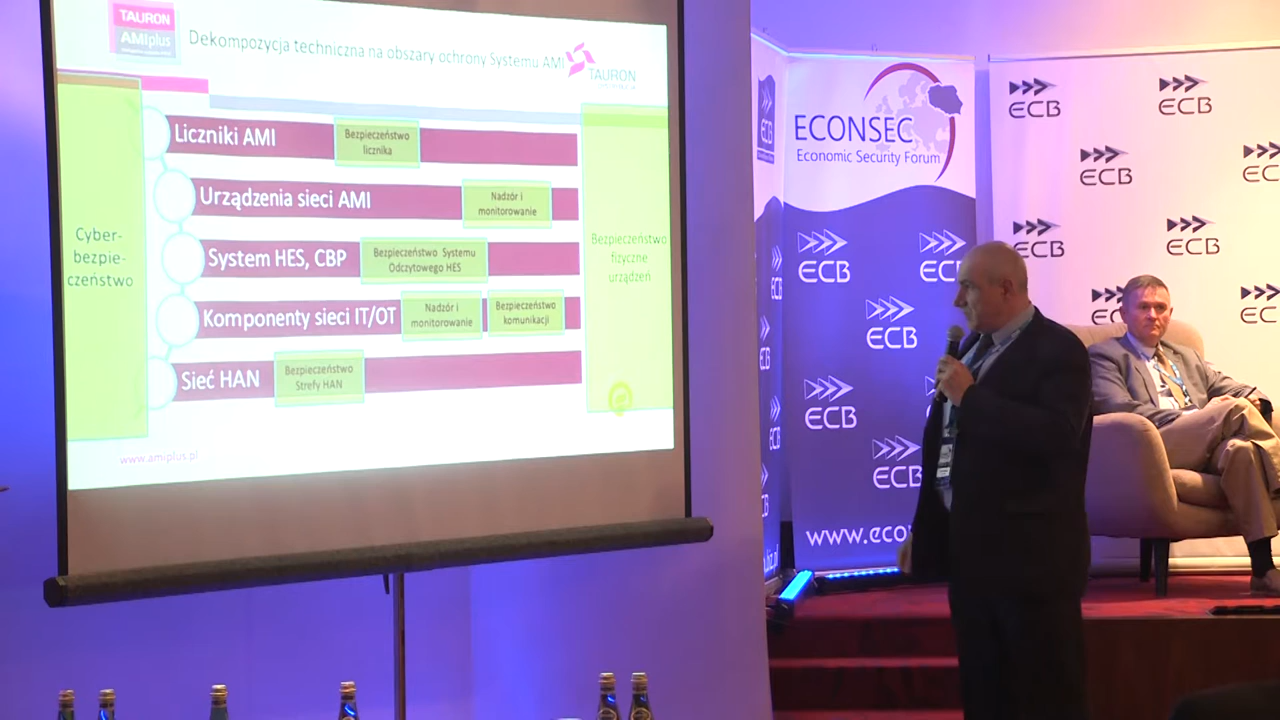 TAURON
AMIplus
Dekompozycja techniczna na obszary ochrony Systemu AMI
TAURON
Cyber-
bezpie-
czeństwo
Liczniki AMI
Bezpieczeństwo
licznika
Urządzenia sieci AMI
Nadzór i
monitorowanie
System HES, CBP
Bezpieczeństwo Systemu
Odczytowego HES
Komponenty sieci IT/OT
Nadzór i
monitorowanie
Bezpieczeństwo
komunikacji
Sieć HAN
Bezpieczeństwo
Strefy HAN
Bezpieczeństwo
fizyczne
urządzeń
www.amiplus.pl
ECONSEC
Economic Security Forum
ECB
ECB
ECB
ECB
ECB
www.eco
ECB
ECB
ECB
ECB
ECB
ECB